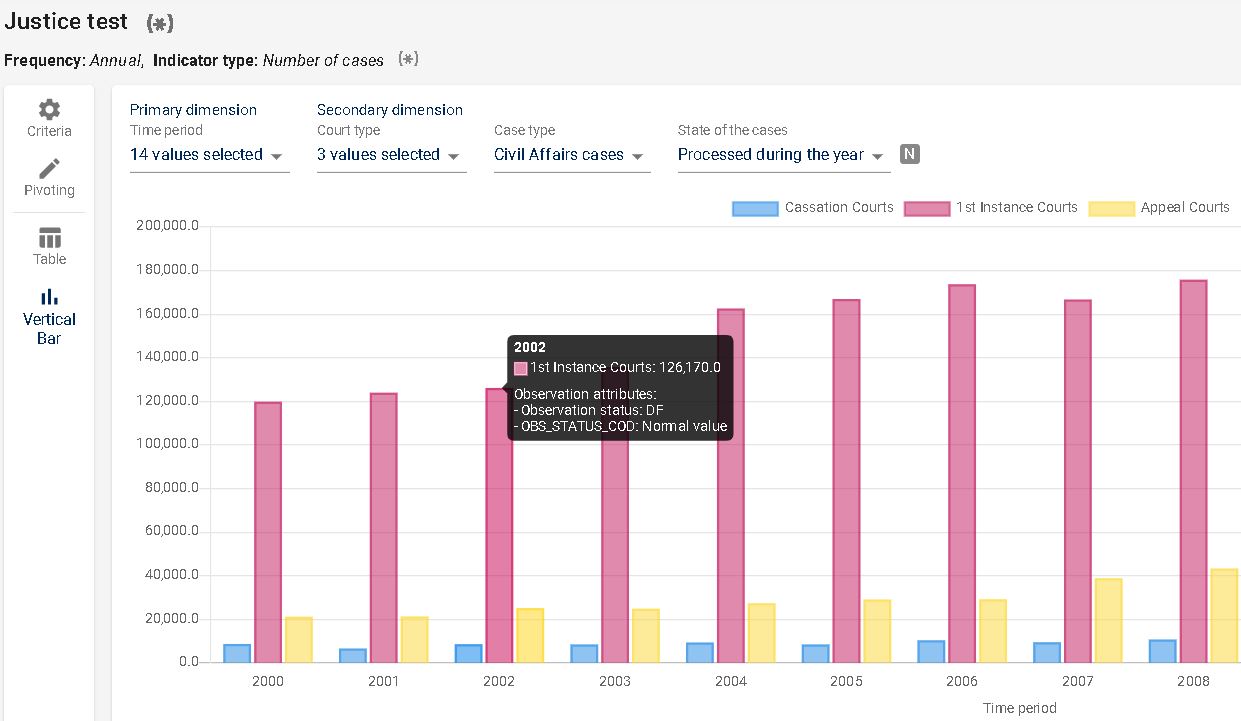 Justice test {*}
Frequency: Annual, Indicator type: Number of cases {*}
Criteria
Pivoting
Table
Vertical
Bar
Primary dimension
Time period
14 values selected
Secondary dimension
Court type
3 values selected
Case type
Civil Affairs cases
State of the cases
Processed during the year
N
Cassation Courts 1st Instance Courts Appeal Courts
200,000.0
180,000.0
160,000.0
140,000.0
120,000.0
100,000.0
80,000.0
60,000.0
40,000.0
20,000.0
0.0
2002
1st Instance Courts: 126,170.0
Observation attributes:
- Observation status: DF
- OBS_STATUS_COD: Normal value
2000 2001 2002 2003 2004 2005 2006 2007 2008
Time period